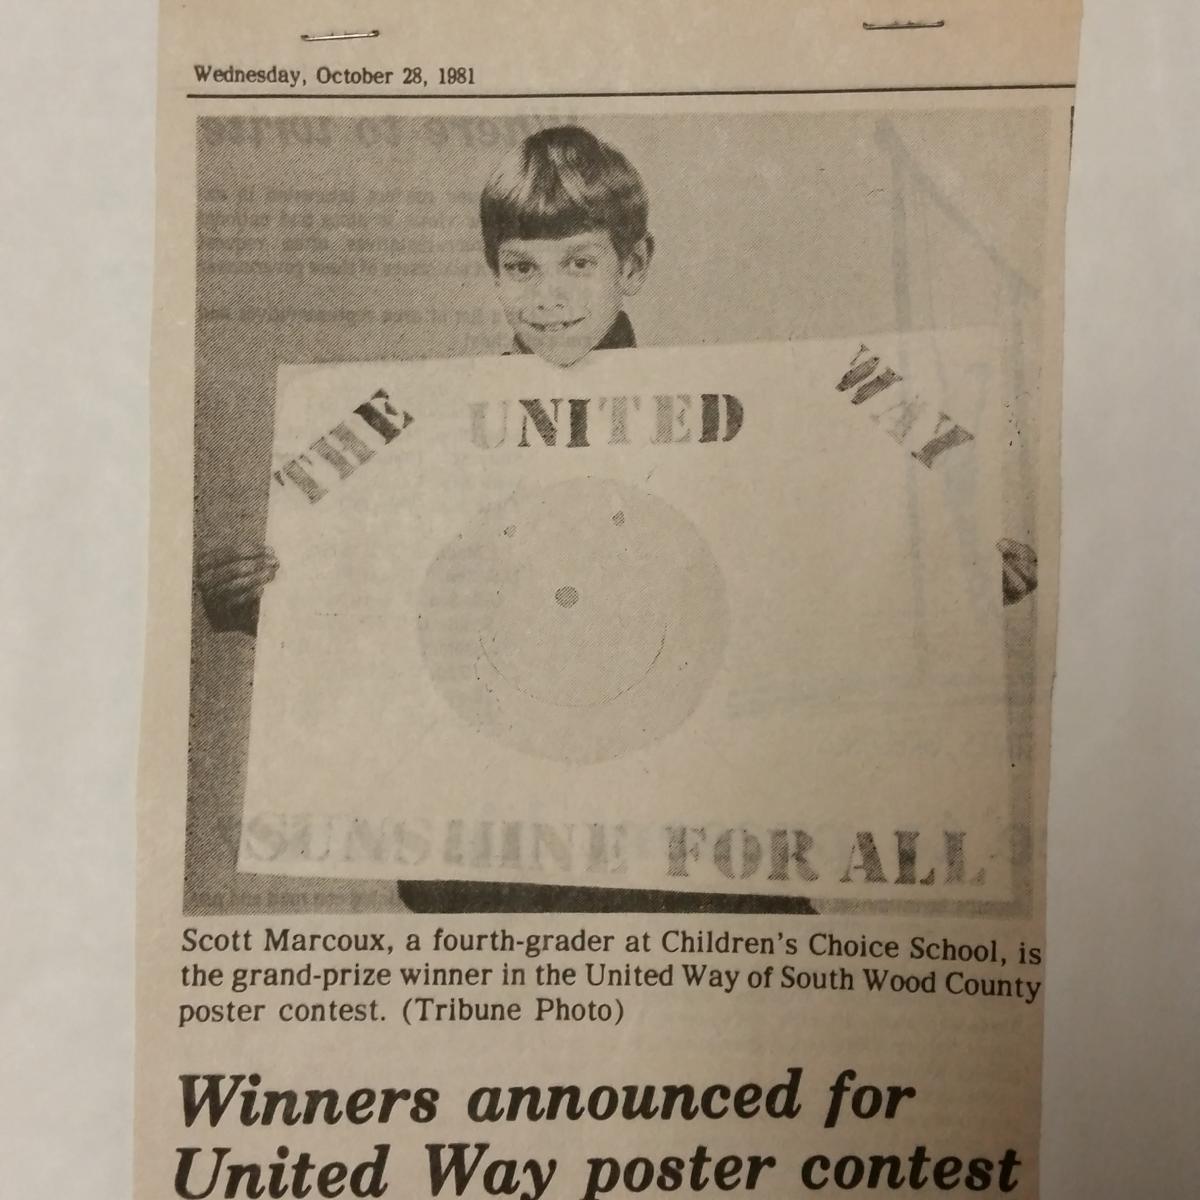 Wednesday, October 28, 1981
THE UNITED WAY
SUNSHINE FOR ALL
Scott Marcoux, a fourth-grader at Children's Choice School, is
the grand-prize winner in the United Way of South Wood County
poster contest. (Tribune Photo)
Winners announced for
United Way poster contest